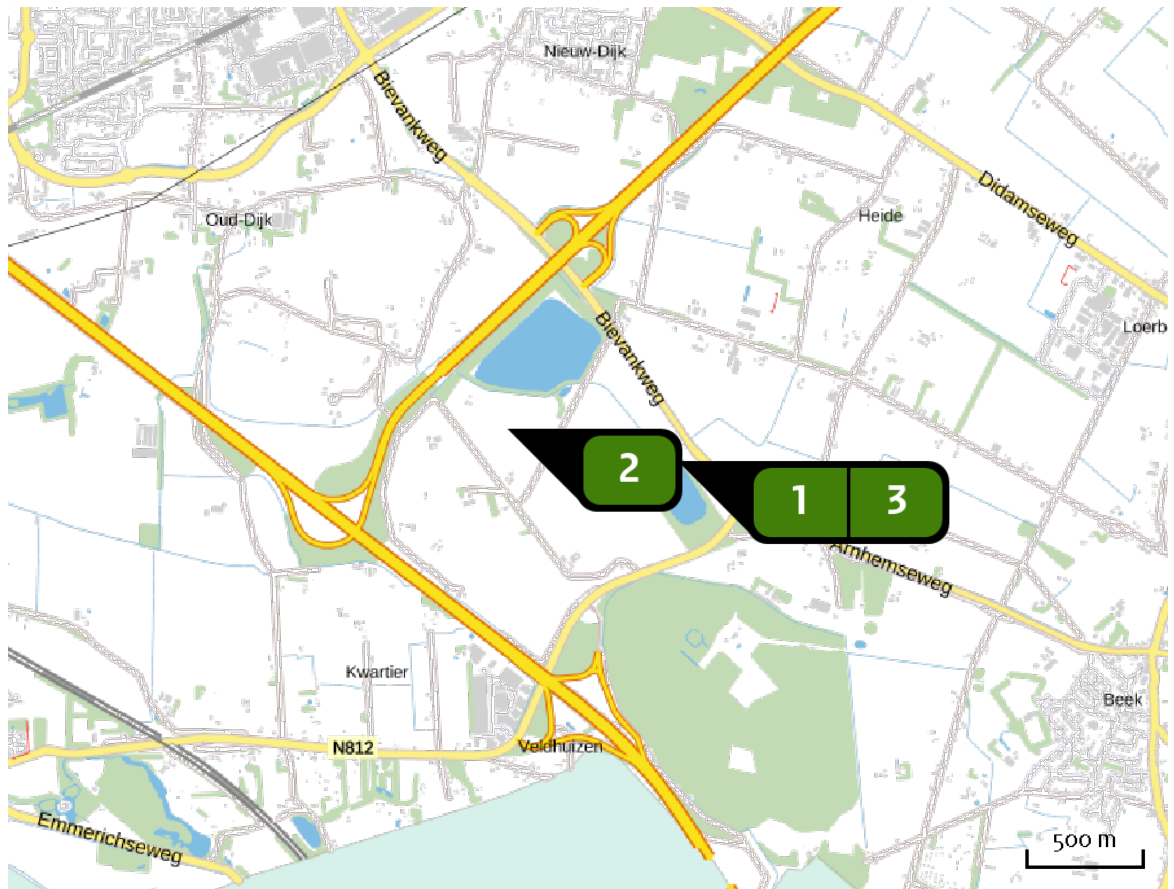 Nieuw-Dijk
Bievankweg
Didamseweg
Oud-Dijk
Heide
Bievankweg
Loerb
2
1
3
Arnhemseweg
Kwartier
Beek
N812
Veldhuizen
Emmerichseweg
500 m